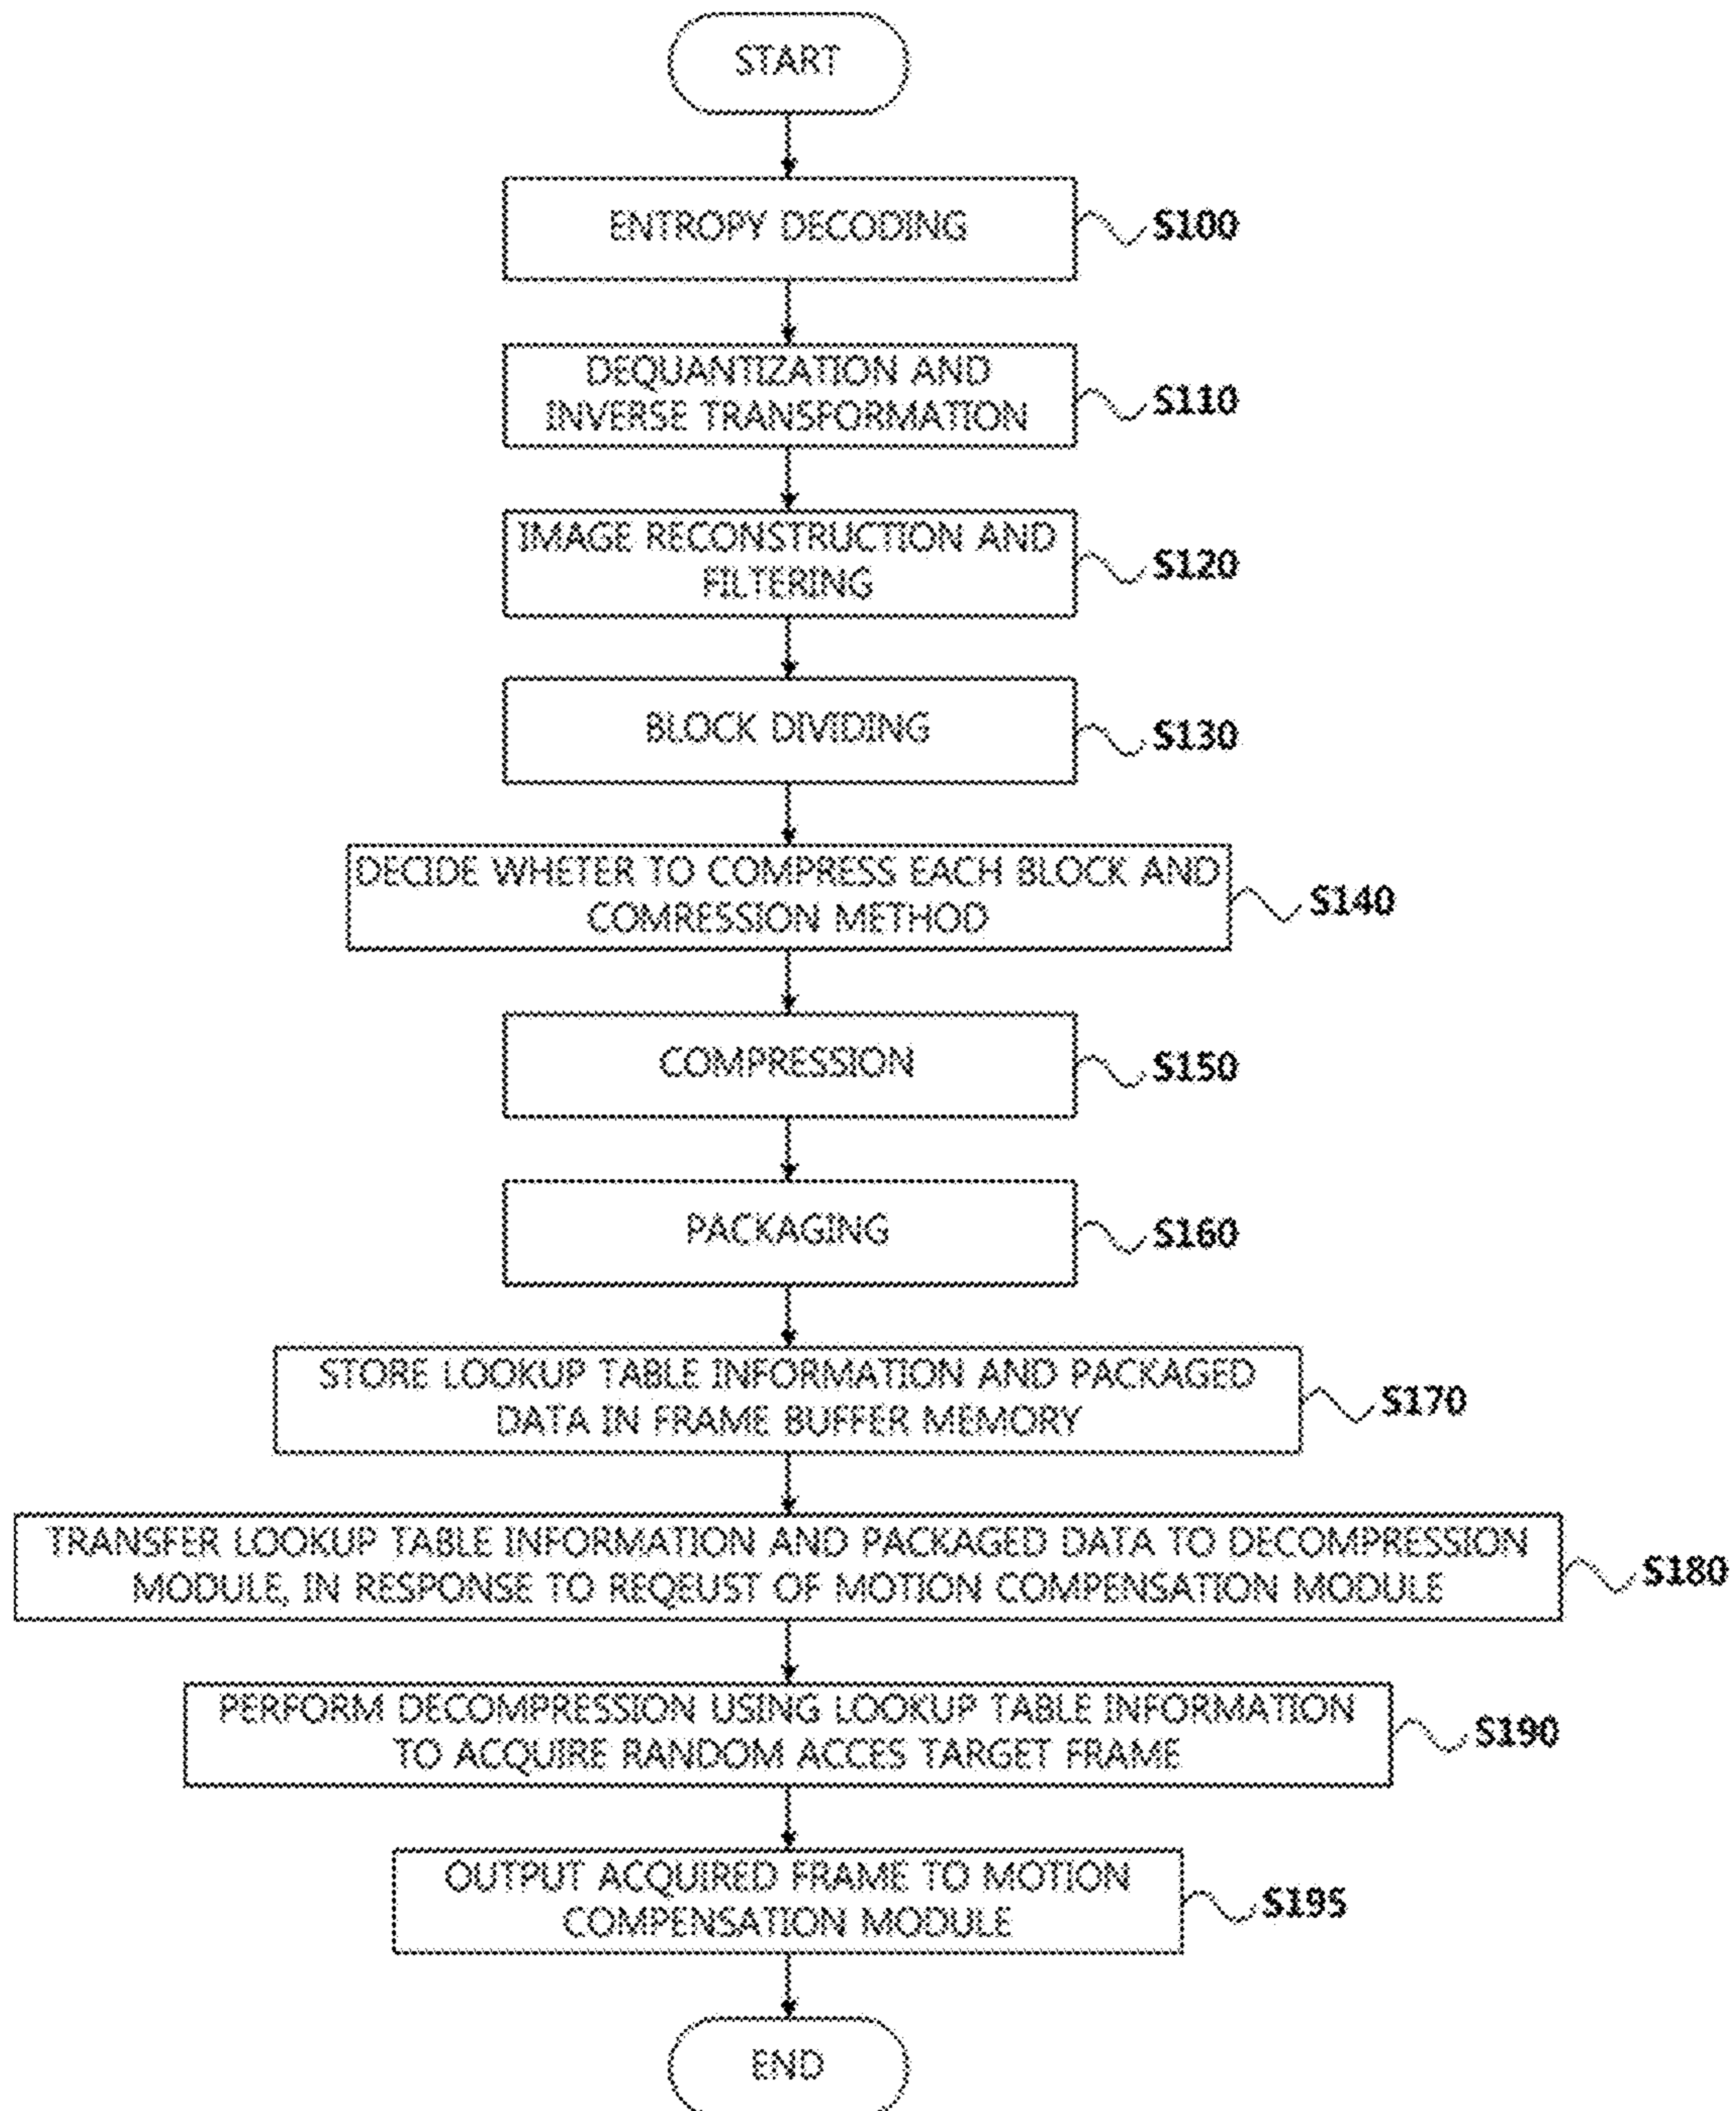 START
ENTROPY DECODING
S100
DEQUANTIZATION AND
INVERSE TRANSFORMATION
S110
IMAGE RECONSTRUCTION AND
FILTERING
S120
BLOCK DIVIDING
S130
DECIDE WHETER TO COMPRESS EACH BLOCK AND
COMRESSION METHOD
S140
COMPRESSION
S150
PACKAGING
S160
STORE LOOKUP TABLE INFORMATION AND PACKAGED
DATA IN FRAME BUFFER MEMORY
S170
TRANSFER LOOKUP TABLE INFORMATION AND PACKAGED DATA TO DECOMPRESSION
MODULE, IN RESPONSE TO REQEUST OF MOTION COMPENSATION MODULE
S180
PERFORM DECOMPRESSION USING LOOKUP TABLE INFORMATION
TO ACQUIRE RANDOM ACCES TARGET FRAME
S190
OUTPUT ACQUIRED FRAME TO MOTION
COMPENSATION MODULE
S195
END